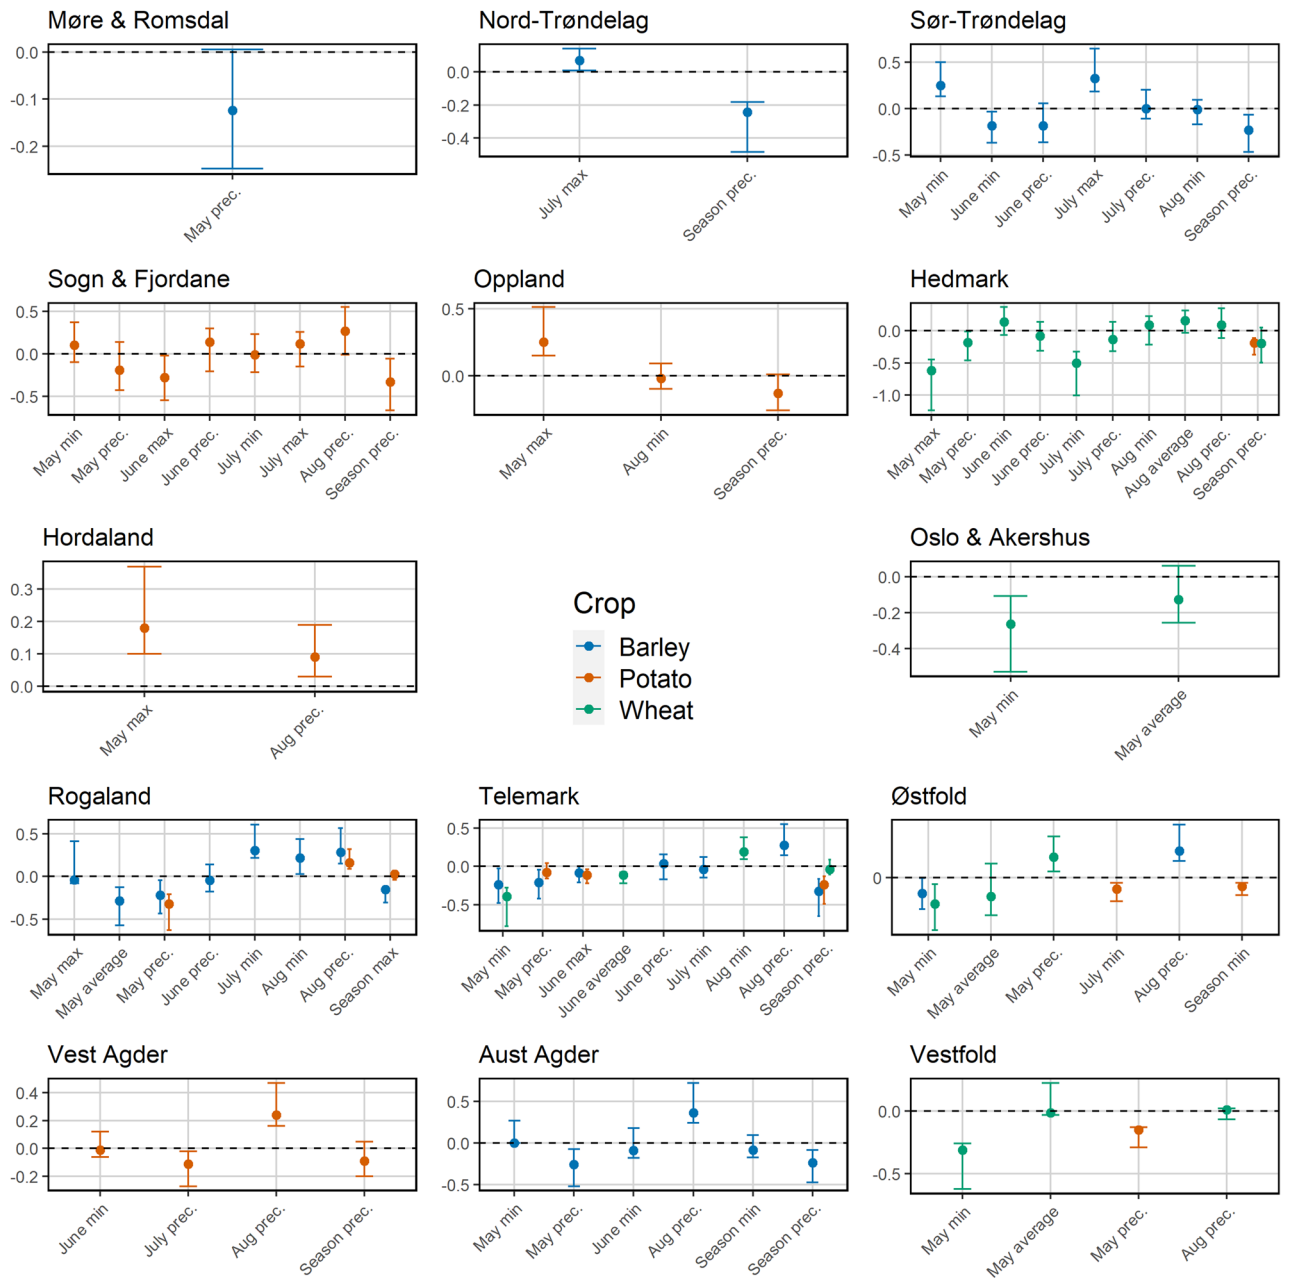 Møre & Romsdal
0.0
-0.1
-0.2
May prec.
Nord-Trøndelag
0.0
-0.2
-0.4
July max
Season prec.
Sør-Trøndelag
0.5
0.0
-0.5
May min
June min
June prec.
July max
July prec.
Aug min
Season prec.
Sogn & Fjordane
0.5
0.0
-0.5
May min
May prec.
June max
June prec.
July min
July max
Aug prec.
Season prec.
Oppland
0.5
0.0
May max
Aug min
Season prec.
Hedmark
0.0
-0.5
-1.0
May max
May prec.
June min
June prec.
July min
July prec.
Aug min
Aug average
Aug prec.
Season prec.
Hordaland
0.3
0.2
0.1
0.0
May max
Aug prec.
Crop
Barley
Potato
Wheat
Oslo & Akershus
0.0
-0.2
-0.4
May min
May average
Rogaland
0.5
0.0
-0.5
May max
May average
May prec.
June prec.
July min
Aug min
Aug prec.
Season max
Telemark
0.5
0.0
-0.5
May min
May prec.
June max
June average
June prec.
July min
Aug min
Aug prec.
Season prec.
Østfold
0
May min
May average
May prec.
July min
Aug prec.
Season min
Vest Agder
0.4
0.2
0.0
-0.2
June min
July prec.
Aug prec.
Season prec.
Aust Agder
0.5
0.0
-0.5
May min
May prec.
June min
Aug prec.
Season min
Season prec.
Vestfold
0.0
-0.5
May min
May average
May prec.
Aug prec.